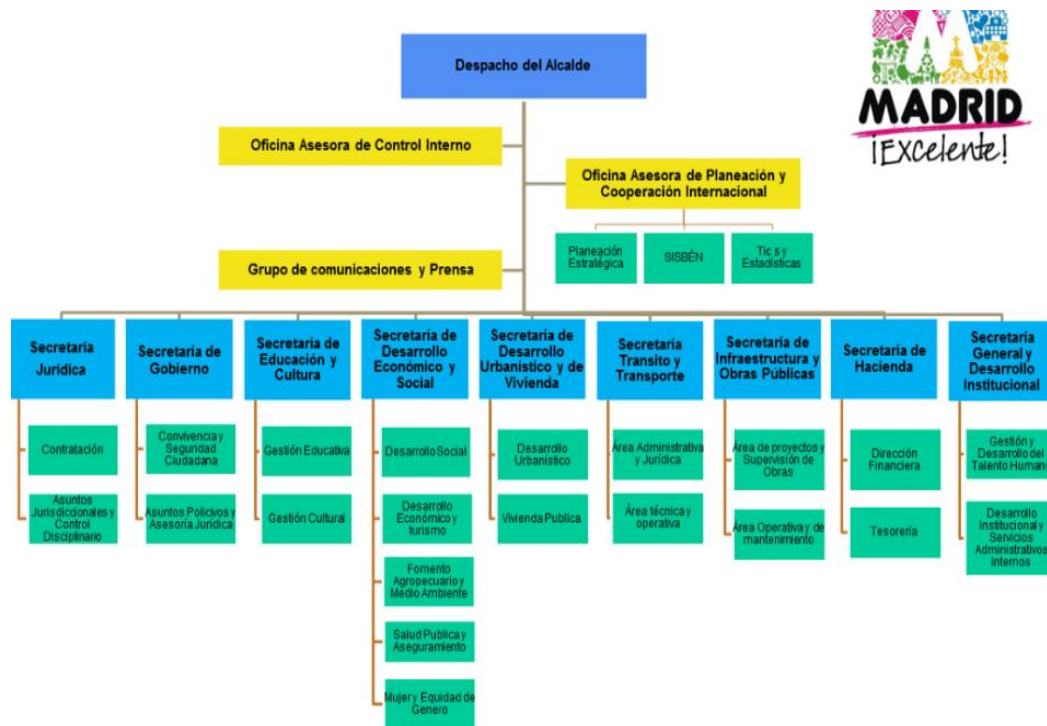 MADRID
¡Excelente!
Despacho del Alcalde
Oficina Asesora de Control Interno
Oficina Asesora de Planeación y
Cooperación Internacional
Planeación
Estratégica
SISBÉN
Tic s y
Estadísticas
Grupo de comunicaciones y Prensa
Secretaría
Jurídica
Contratación
Asuntos
Jurisdiccionales y
Control
Disciplinario
Secretaría de
Gobierno
Convivencia y
Seguridad
Ciudadana
Asuntos Policivos y
Asesoría Jurídica
Secretaría de
Educación y
Cultura
Gestión Educativa
Gestión Cultural
Secretaría de
Desarrollo
Económico y
Social
Desarrollo Social
Desarrollo
Económico y
turismo
Fomento
Agropecuario y
Medio Ambiente
Salud Publica y
Aseguramiento
Mujer y Equidad de
Genero
Secretaría de
Desarrollo
Urbanístico y de
Vivienda
Desarrollo
Urbanístico
Vivienda Publica
Secretaría
Transito y
Transporte
Área Administrativa
y Jurídica
Área técnica y
operativa
Secretaría de
Infraestructura y
Obras Públicas
Área de proyectos y
Supervisión de
Obras
Área Operativa y de
mantenimiento
Secretaría de
Hacienda
Dirección
Financiera
Tesorería
Secretaría
General y
Desarrollo
Institucional
Gestión y
Desarrollo del
Talento Humano
Desarrollo
Institucional y
Servicios
Administrativos
Internos